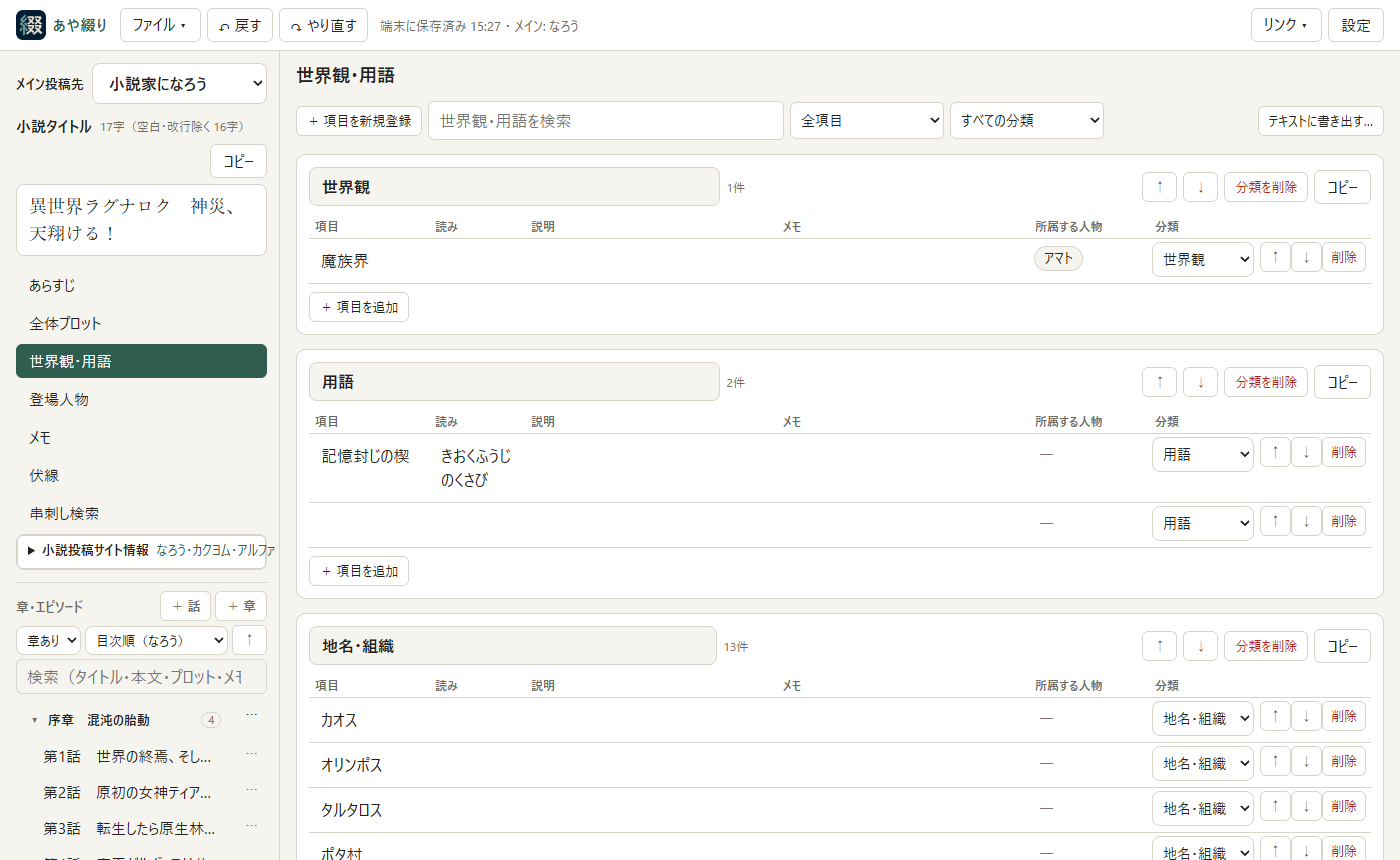 綴 あや綴り ファイル ▾ ↶ 戻す ↷ やり直す 端末に保存済み 15:27・メイン: なろう リンク ▾ 設定
メイン投稿先 小説家になろう
小説タイトル 17字（空白・改行除く 16字）
コピー
異世界ラグナロク　神災、
天翔ける！
あらすじ
全体プロット
世界観・用語
登場人物
メモ
伏線
串刺し検索
▶ 小説投稿サイト情報 なろう・カクヨム・アルファ
章・エピソード ＋ 話 ＋ 章
章あり 目次順（なろう） ↑
検索（タイトル・本文・プロット・メモ
▾ 序章　混沌の胎動 4 …
第1話　世界の終焉、そし… …
第2話　原初の女神ティア… …
第3話　転生したら原生林… …
世界観・用語
＋ 項目を新規登録 世界観・用語を検索 全項目 すべての分類 テキストに書き出す…
世界観 1件 ↑ ↓ 分類を削除 コピー
項目 読み 説明 メモ 所属する人物 分類
魔族界 アマト 世界観 ↑ ↓ 削除
＋ 項目を追加
用語 2件 ↑ ↓ 分類を削除 コピー
項目 読み 説明 メモ 所属する人物 分類
記憶封じの楔 きおくふうじ — 用語 ↑ ↓ 削除
のくさび
— 用語 ↑ ↓ 削除
＋ 項目を追加
地名・組織 13件 ↑ ↓ 分類を削除 コピー
項目 読み 説明 メモ 所属する人物 分類
カオス — 地名・組織 ↑ ↓ 削除
オリンポス — 地名・組織 ↑ ↓ 削除
タルタロス — 地名・組織 ↑ ↓ 削除
ポタ村 — 地名・組織 ↑ ↓ 削除